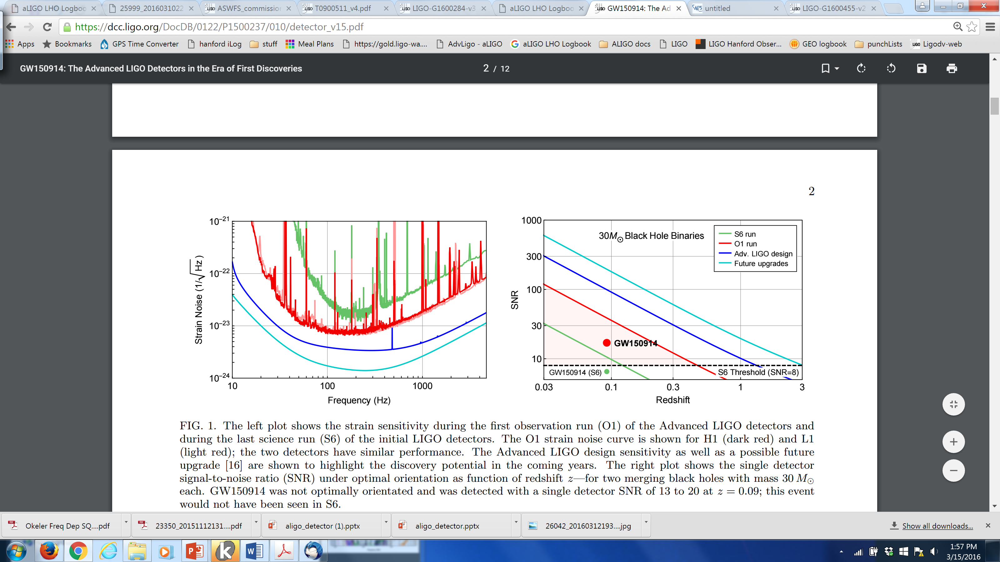 aLIGO LHO Logboo
25999_2016031022
ASWFS_commission
T0900511_v4.pdf
LIGO-G1600284-v3
aLIGO LHO Logboo
GW150914: The Ad
untitled
LIGO-G1600455-v2
https://dcc.ligo.org/DocDB/0122/P1500237/010/detector_v15.pdf
Apps Bookmarks GPS Time Converter hanford iLog stuff Meal Plans https://gold.ligo-wa.... AdvLigo - aLIGO aLIGO LHO Logbook ALIGO docs LIGO LIGO Hanford Obser... GEO logbook punchLists Ligodv-web
GW150914: The Advanced LIGO Detectors in the Era of First Discoveries
2 / 12
2
10⁻²¹
10⁻²²
10⁻²³
10⁻²⁴
Strain Noise (1/√Hz)
10 100 1000
Frequency (Hz)
1000
300
100
30
10
SNR
30M☉ Black Hole Binaries
S6 run
O1 run
Adv. LIGO design
Future upgrades
GW150914
GW150914 (S6)
S6 Threshold (SNR=8)
0.03 0.1 0.3 1 3
Redshift
FIG. 1. The left plot shows the strain sensitivity during the first observation run (O1) of the Advanced LIGO detectors and
during the last science run (S6) of the initial LIGO detectors. The O1 strain noise curve is shown for H1 (dark red) and L1
(light red); the two detectors have similar performance. The Advanced LIGO design sensitivity as well as a possible future
upgrade [16] are shown to highlight the discovery potential in the coming years. The right plot shows the single detector
signal-to-noise ratio (SNR) under optimal orientation as function of redshift z—for two merging black holes with mass 30 M☉
each. GW150914 was not optimally orientated and was detected with a single detector SNR of 13 to 20 at z = 0.09; this event
would not have been seen in S6.
Okeler Freq Dep SQ....pdf
23350_20151112131....pdf
aligo_detector (1).pptx
aligo_detector.pptx
26042_20160312193....jpg
Show all downloads...
1:57 PM
3/15/2016